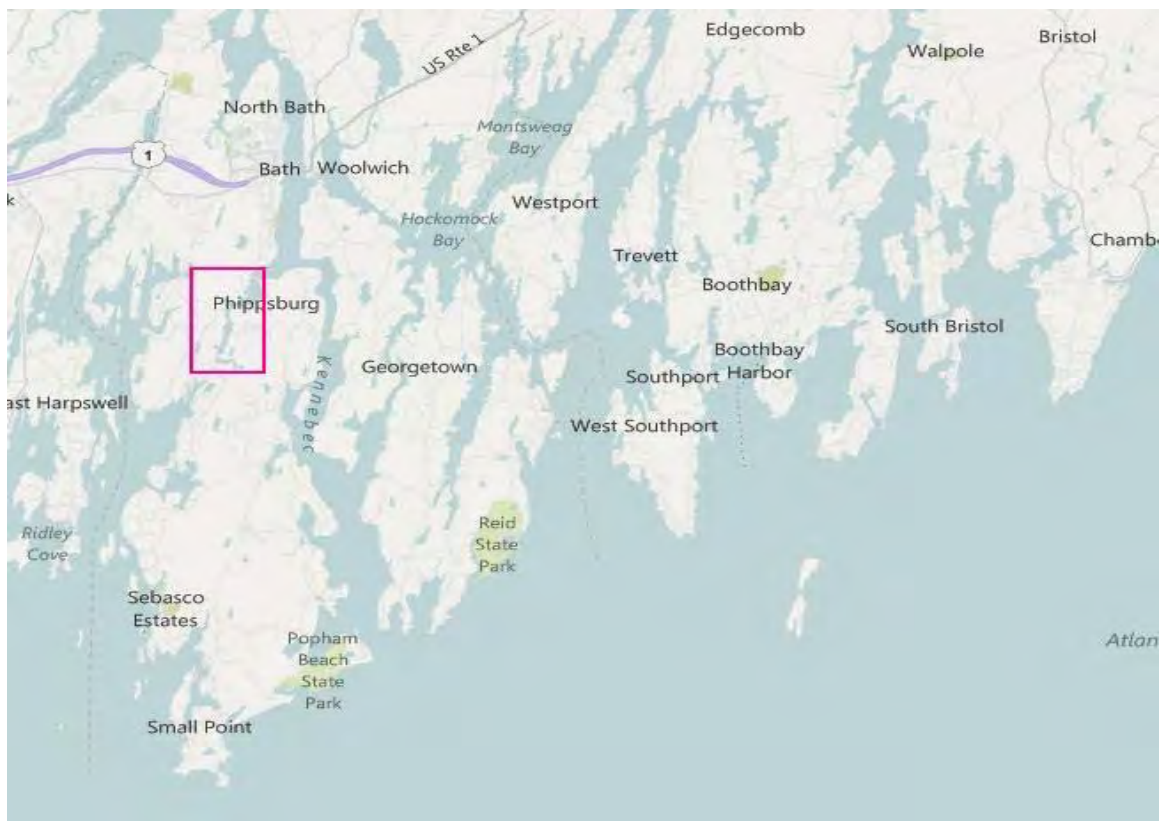 Edgecomb
Bristol
Walpole
US Rte 1
North Bath
Montsweag
Bay
1
Bath
Woolwich
k
Westport
Hockomock
Bay
Chamb
Trevett
Boothbay
Phippsburg
South Bristol
Boothbay
Harbor
Georgetown
Southport
Kennebec
ast Harpswell
West Southport
Reid
State
Park
Ridley
Cove
Sebasco
Estates
Popham
Beach
State
Park
Atlan
Small Point